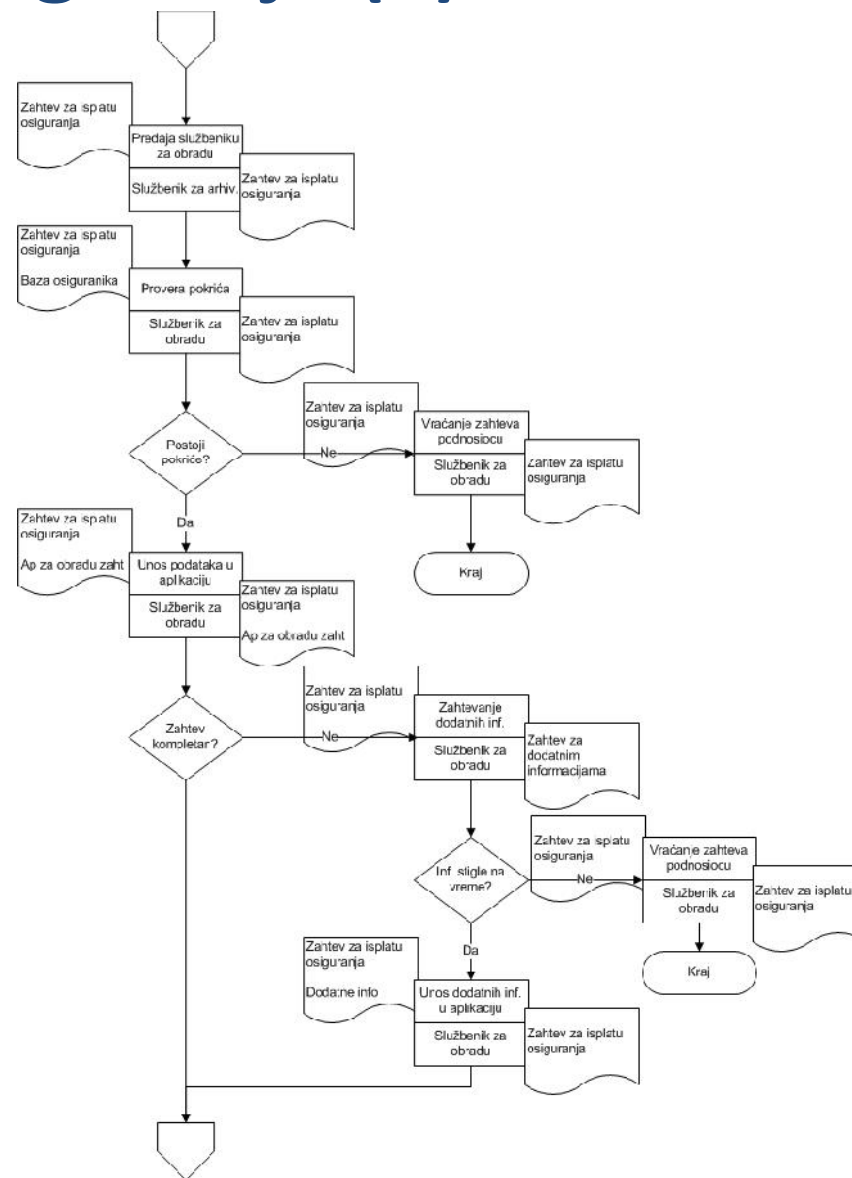 Zahtev za isplatu
osiguranja
Predaja službeniku
za obradu
Službenik za arhiv.
Zahtev za isplatu
osiguranja
Zahtev za isplatu
osiguranja
Baza osiguranika
Provera pokrića
Službenik za
obradu
Zahtev za isplatu
osiguranja
Postoji
pokriće?
Ne
Zahtev za isplatu
osiguranja
Vraćanje zahteva
podnosiocu
Službenik za
obradu
Zahtev za isplatu
osiguranja
Kraj
Da
Zahtev za isplatu
osiguranja
Ap za obradu zaht
Unos podataka u
aplikaciju
Službenik za
obradu
Zahtev za isplatu
osiguranja
Ap za obradu zaht
Zahtev
kompletan?
Ne
Zahtev za isplatu
osiguranja
Zahtevanje
dodatnih inf.
Službenik za
obradu
Zahtev za
dodatnim
informacijama
Inf. stigle na
vreme?
Ne
Zahtev za isplatu
osiguranja
Vraćanje zahteva
podnosiocu
Službenik za
obradu
Zahtev za isplatu
osiguranja
Kraj
Da
Zahtev za isplatu
osiguranja
Dodatne info
Unos dodatnih inf.
u aplikaciju
Službenik za
obradu
Zahtev za isplatu
osiguranja